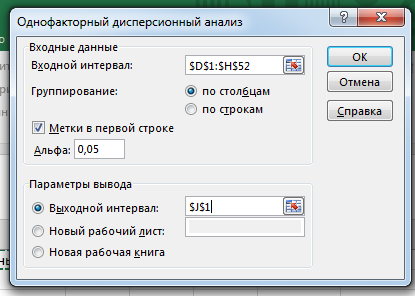 Однофакторный дисперсионный анализ
Входные данные
Входной интервал: $D$1:$H$52
Группирование: по столбцам
по строкам
Метки в первой строке
Альфа: 0,05
OK
Отмена
Справка
Параметры вывода
Выходной интервал: $J$1
Новый рабочий лист:
Новая рабочая книга